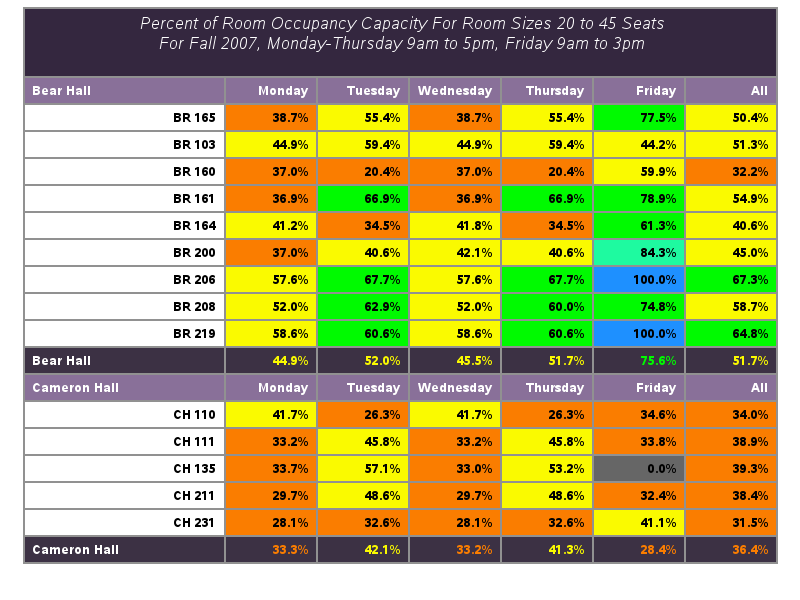 Percent of Room Occupancy Capacity For Room Sizes 20 to 45 Seats
For Fall 2007, Monday-Thursday 9am to 5pm, Friday 9am to 3pm
Bear Hall Monday Tuesday Wednesday Thursday Friday All
BR 165 38.7% 55.4% 38.7% 55.4% 77.5% 50.4%
BR 103 44.9% 59.4% 44.9% 59.4% 44.2% 51.3%
BR 160 37.0% 20.4% 37.0% 20.4% 59.9% 32.2%
BR 161 36.9% 66.9% 36.9% 66.9% 78.9% 54.9%
BR 164 41.2% 34.5% 41.8% 34.5% 61.3% 40.6%
BR 200 37.0% 40.6% 42.1% 40.6% 84.3% 45.0%
BR 206 57.6% 67.7% 57.6% 67.7% 100.0% 67.3%
BR 208 52.0% 62.9% 52.0% 60.0% 74.8% 58.7%
BR 219 58.6% 60.6% 58.6% 60.6% 100.0% 64.8%
Bear Hall 44.9% 52.0% 45.5% 51.7% 75.6% 51.7%
Cameron Hall Monday Tuesday Wednesday Thursday Friday All
CH 110 41.7% 26.3% 41.7% 26.3% 34.6% 34.0%
CH 111 33.2% 45.8% 33.2% 45.8% 33.8% 38.9%
CH 135 33.7% 57.1% 33.0% 53.2% 0.0% 39.3%
CH 211 29.7% 48.6% 29.7% 48.6% 32.4% 38.4%
CH 231 28.1% 32.6% 28.1% 32.6% 41.1% 31.5%
Cameron Hall 33.3% 42.1% 33.2% 41.3% 28.4% 36.4%